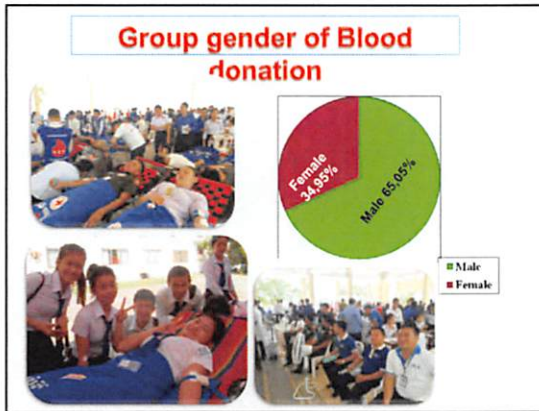 Group gender of Blood
donation
Female
34,95%
Male 65,05%
Male
Female